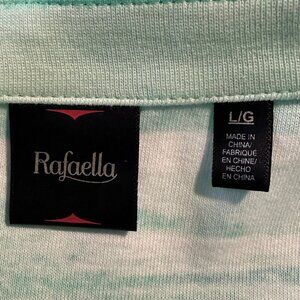 Rafaella
L/G
MADE IN
CHINA/
FABRIQUÉ
EN CHINE/
HECHO
EN CHINA